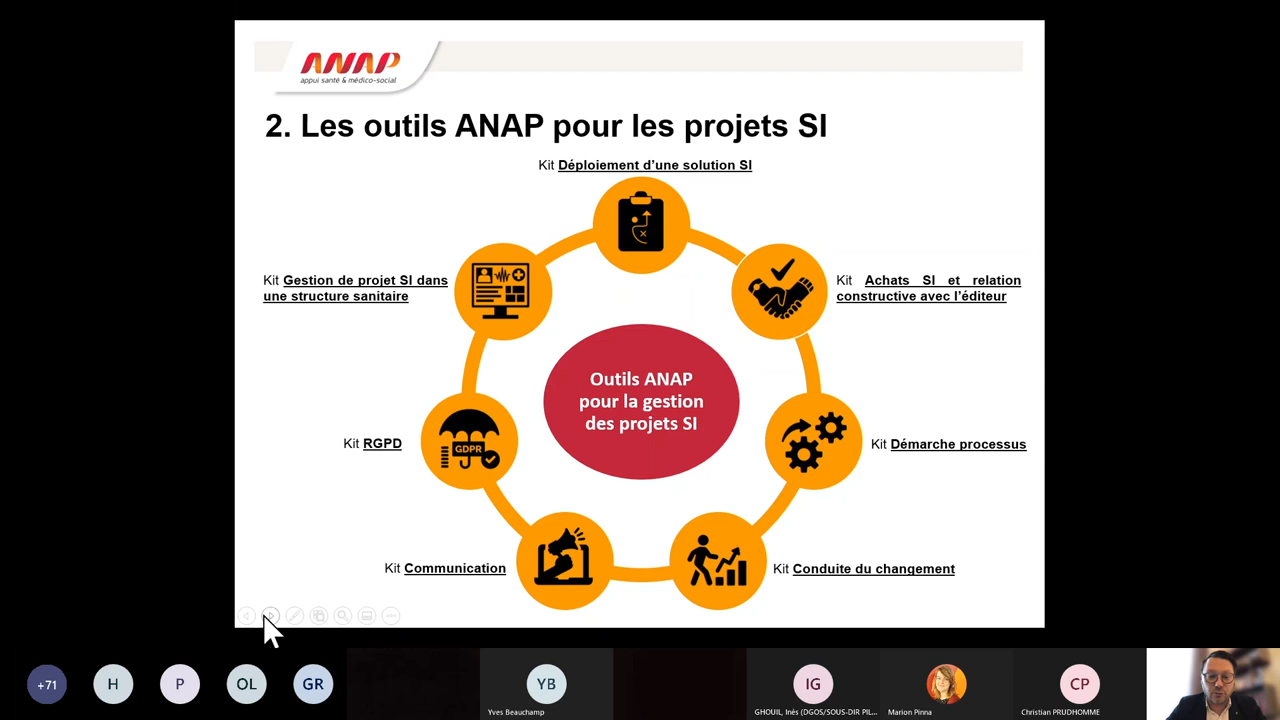 ANAP
appui santé & médico-social
2. Les outils ANAP pour les projets SI
Kit Déploiement d'une solution SI
Kit Gestion de projet SI dans
une structure sanitaire
Kit Achats SI et relation
constructive avec l'éditeur
Outils ANAP
pour la gestion
des projets SI
Kit RGPD
GDPR
Kit Démarche processus
Kit Communication
Kit Conduite du changement
+71
H
P
OL
GR
YB
Yves Beauchamp
IG
GHOUIL, Inès (DGOS/SOUS-DIR PIL...
Marion Pinna
CP
Christian PRUDHOMME